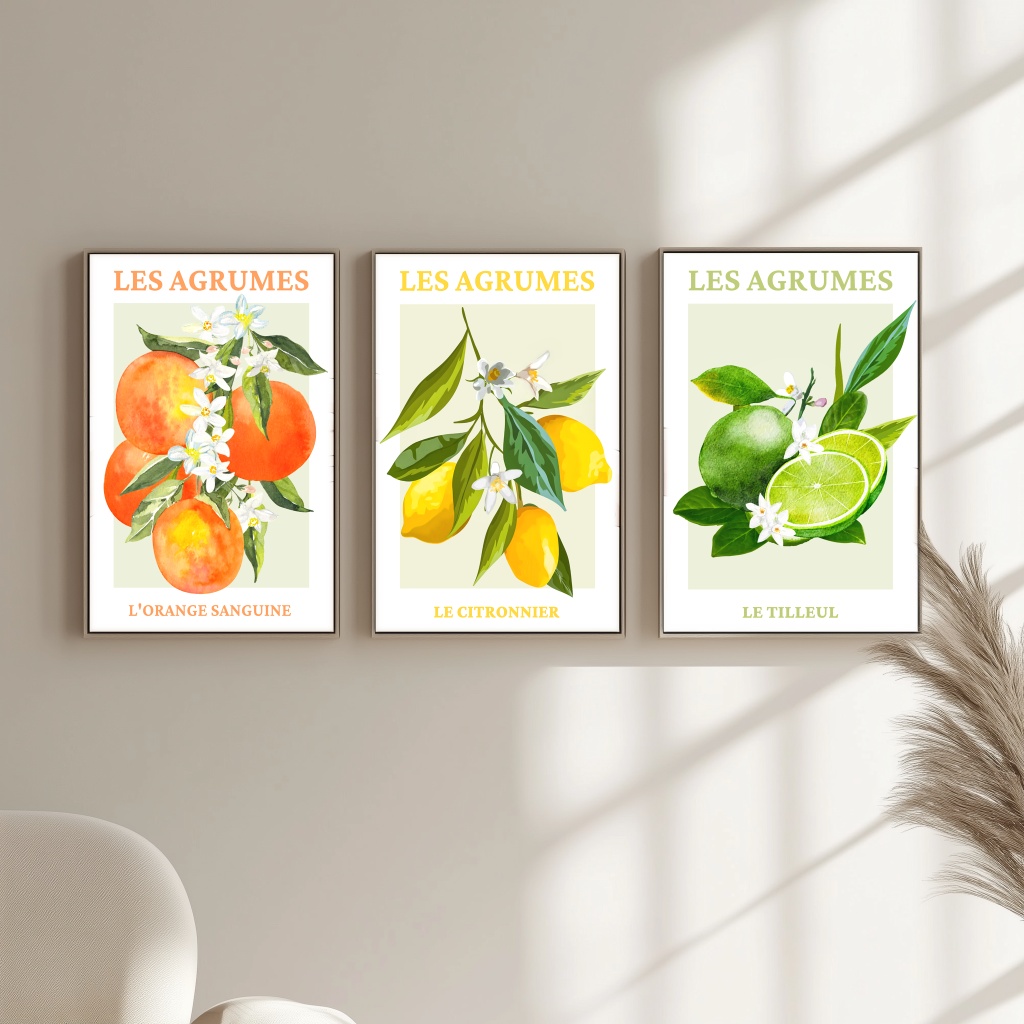 LES AGRUMES
L'ORANGE SANGUINE
LES AGRUMES
LE CITRONNIER
LES AGRUMES
LE TILLEUL